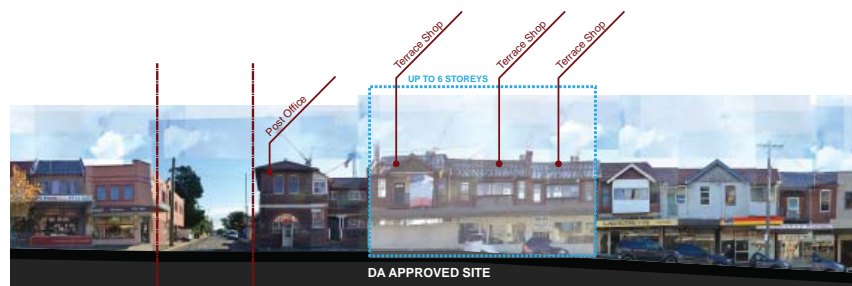 Terrace Shop
Terrace Shop
Terrace Shop
UP TO 6 STOREYS
Post Office
DA APPROVED SITE